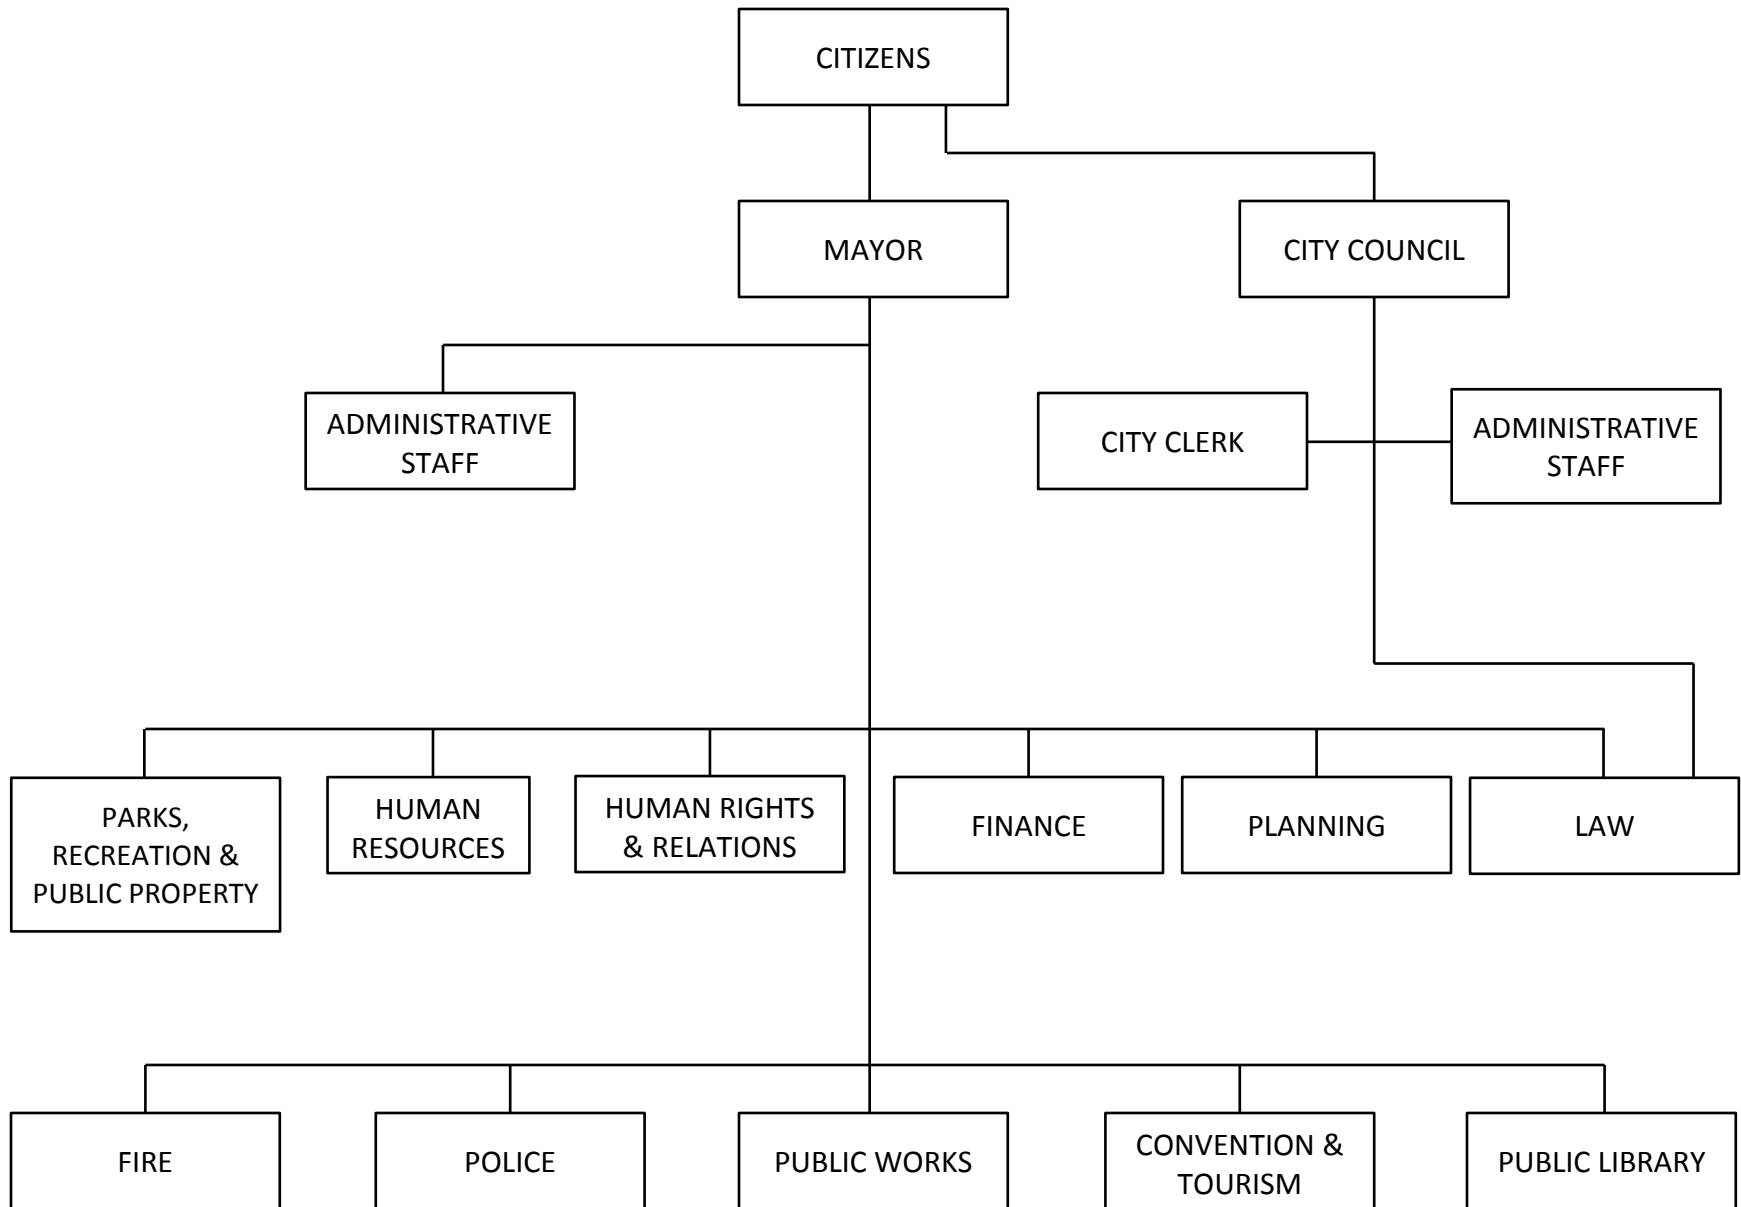 CITIZENS
MAYOR
CITY COUNCIL
ADMINISTRATIVE
STAFF
CITY CLERK
ADMINISTRATIVE
STAFF
PARKS,
RECREATION &
PUBLIC PROPERTY
HUMAN
RESOURCES
HUMAN RIGHTS
& RELATIONS
FINANCE
PLANNING
LAW
FIRE
POLICE
PUBLIC WORKS
CONVENTION &
TOURISM
PUBLIC LIBRARY